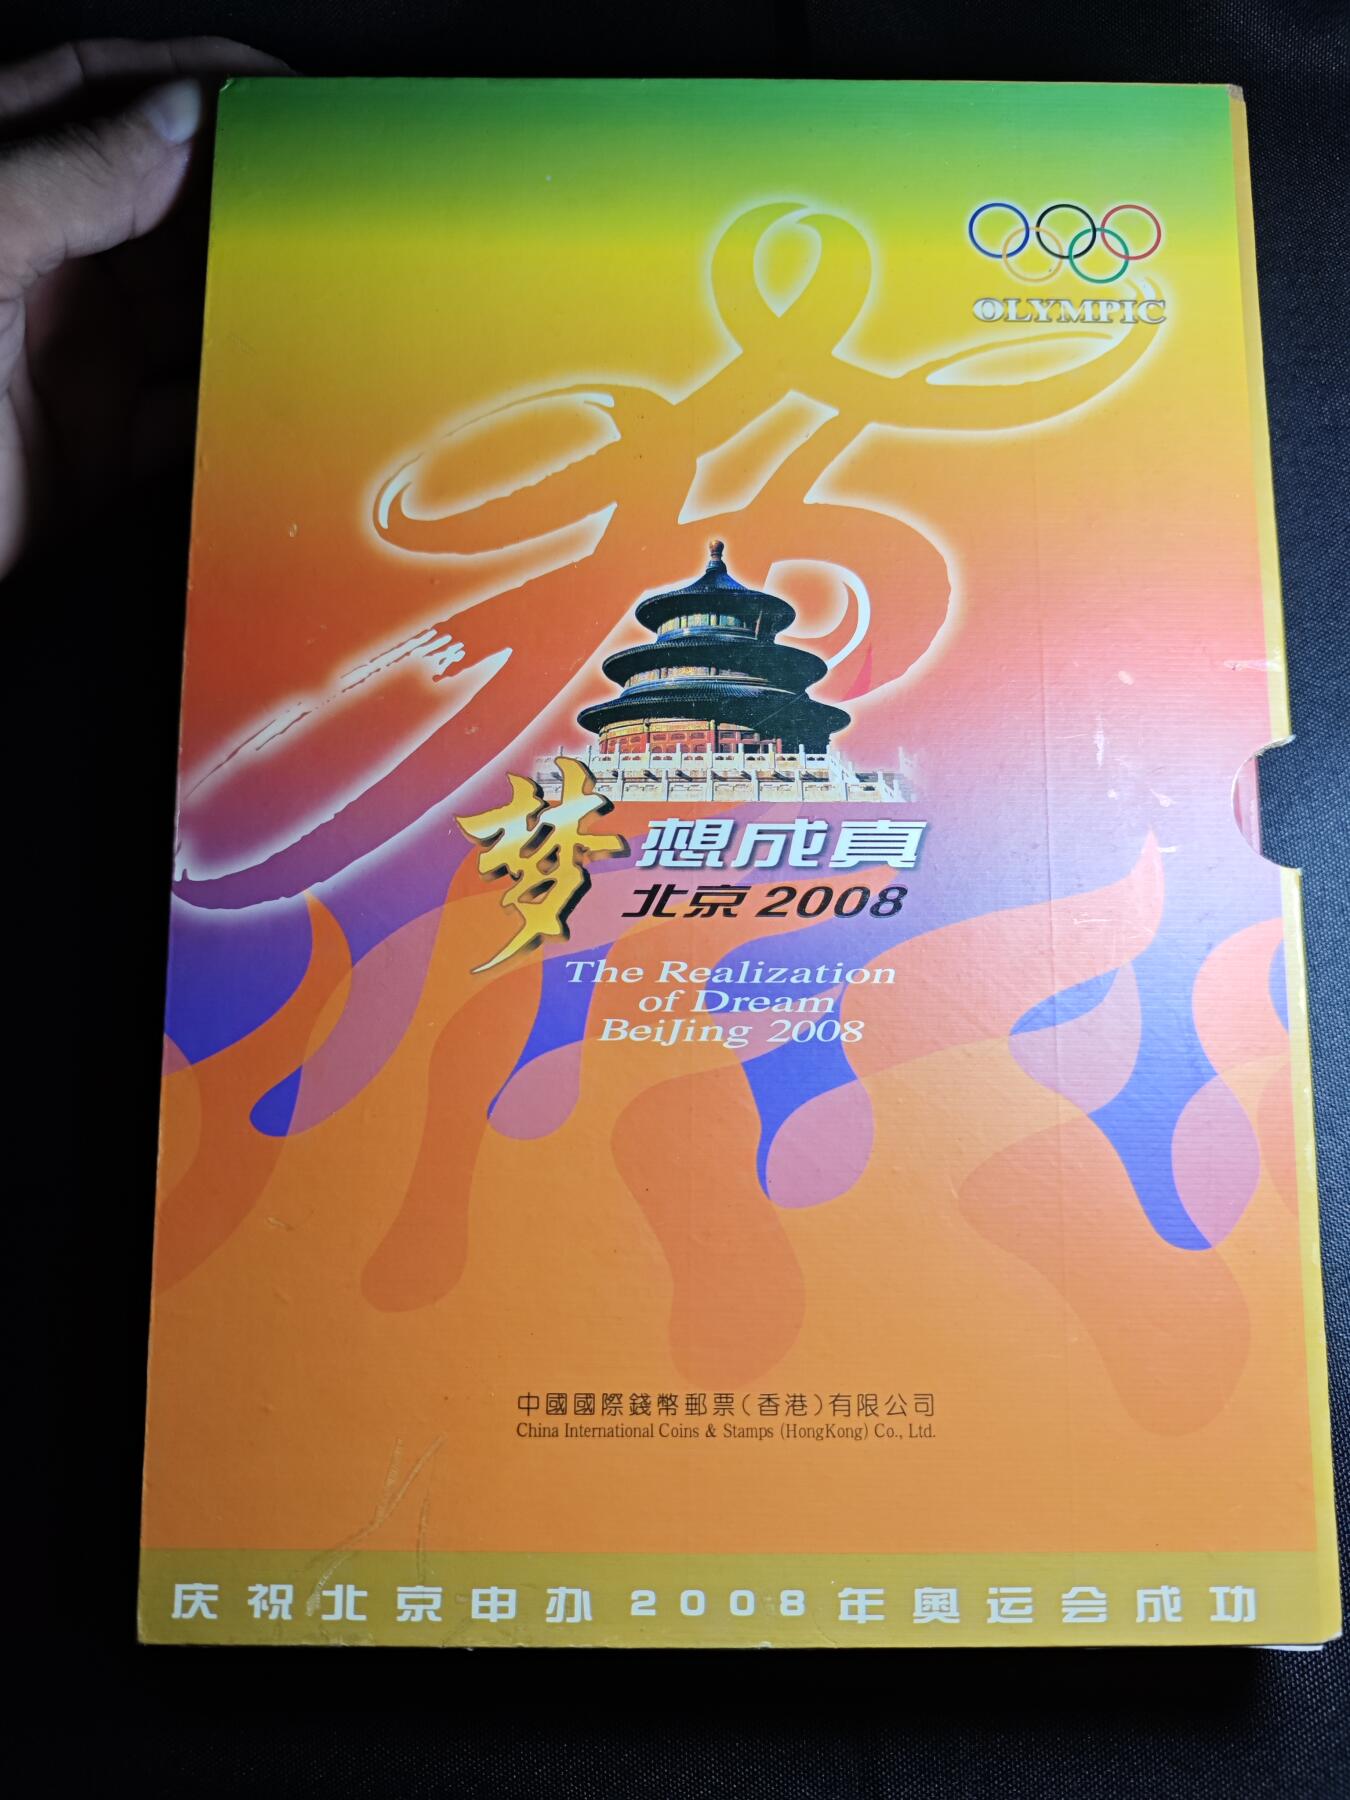 OLYMPIC
梦想成真
北京2008
The Realization
of Dream
BeiJing 2008
中國國際錢幣郵票(香港)有限公司
China International Coins & Stamps (HongKong) Co., Ltd.
庆祝北京申办2008年奥运会成功